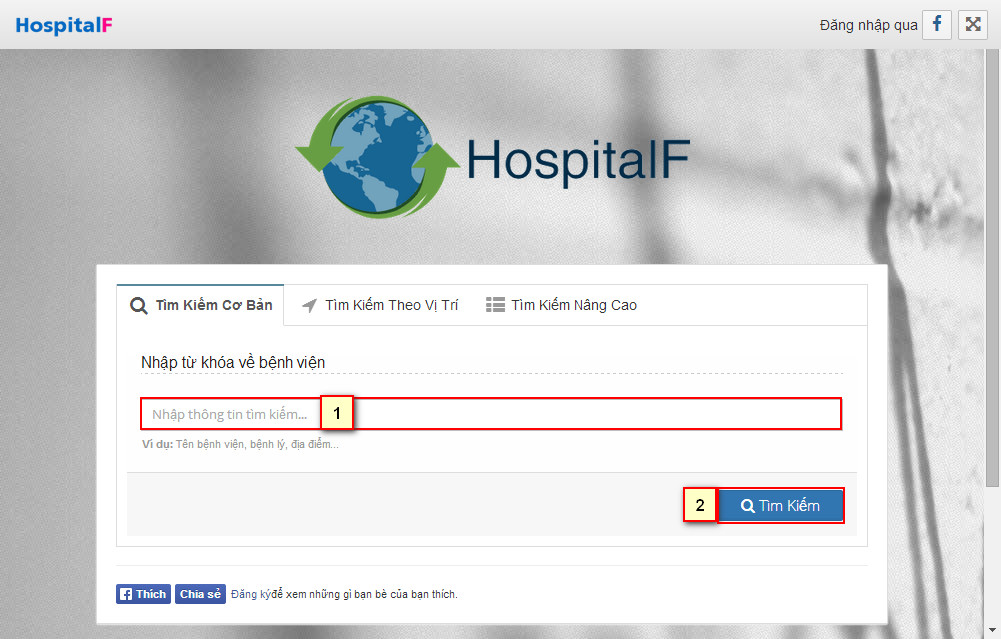 HospitalF
Đăng nhập qua
HospitalF
Tìm Kiếm Cơ Bản
Tìm Kiếm Theo Vị Trí
Tìm Kiếm Nâng Cao
Nhập từ khóa về bệnh viện
Nhập thông tin tìm kiếm...
1
Ví dụ: Tên bệnh viện, bệnh lý, địa điểm...
2
Tìm Kiếm
Thích Chia sẻ Đăng kýđể xem những gì bạn bè của bạn thích.